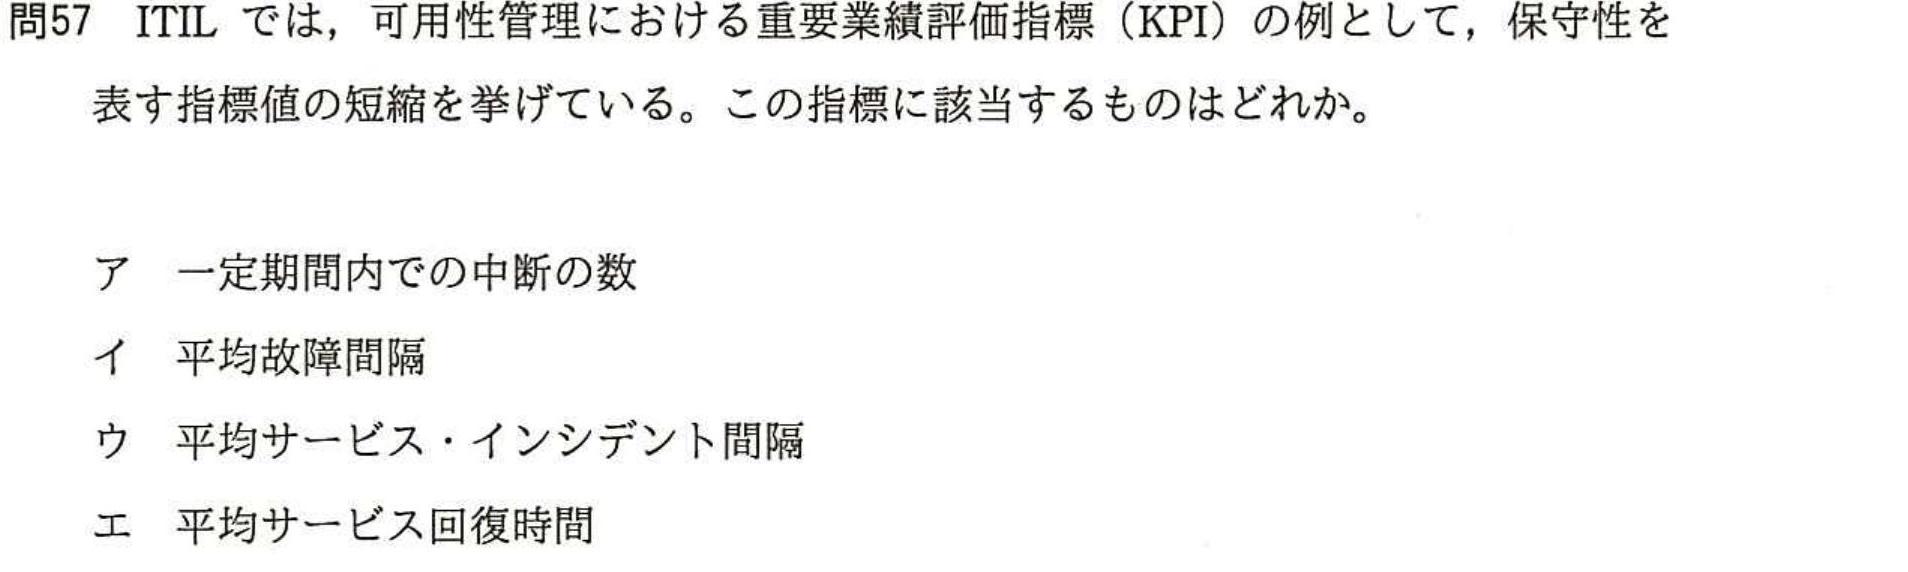 問57 ITIL では，可用性管理における重要業績評価指標（KPI）の例として，保守性を
表す指標値の短縮を挙げている。この指標に該当するものはどれか。
ア 一定期間内での中断の数
イ 平均故障間隔
ウ 平均サービス・インシデント間隔
エ 平均サービス回復時間